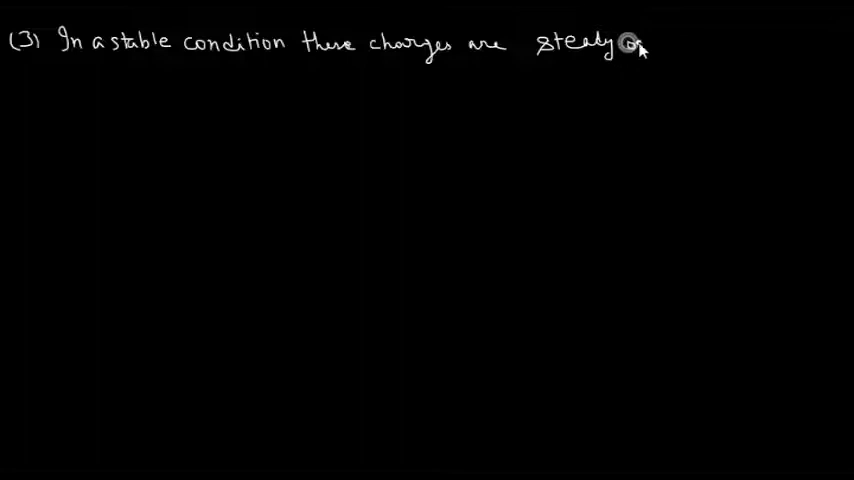 (3) In a stable condition these charges are steady